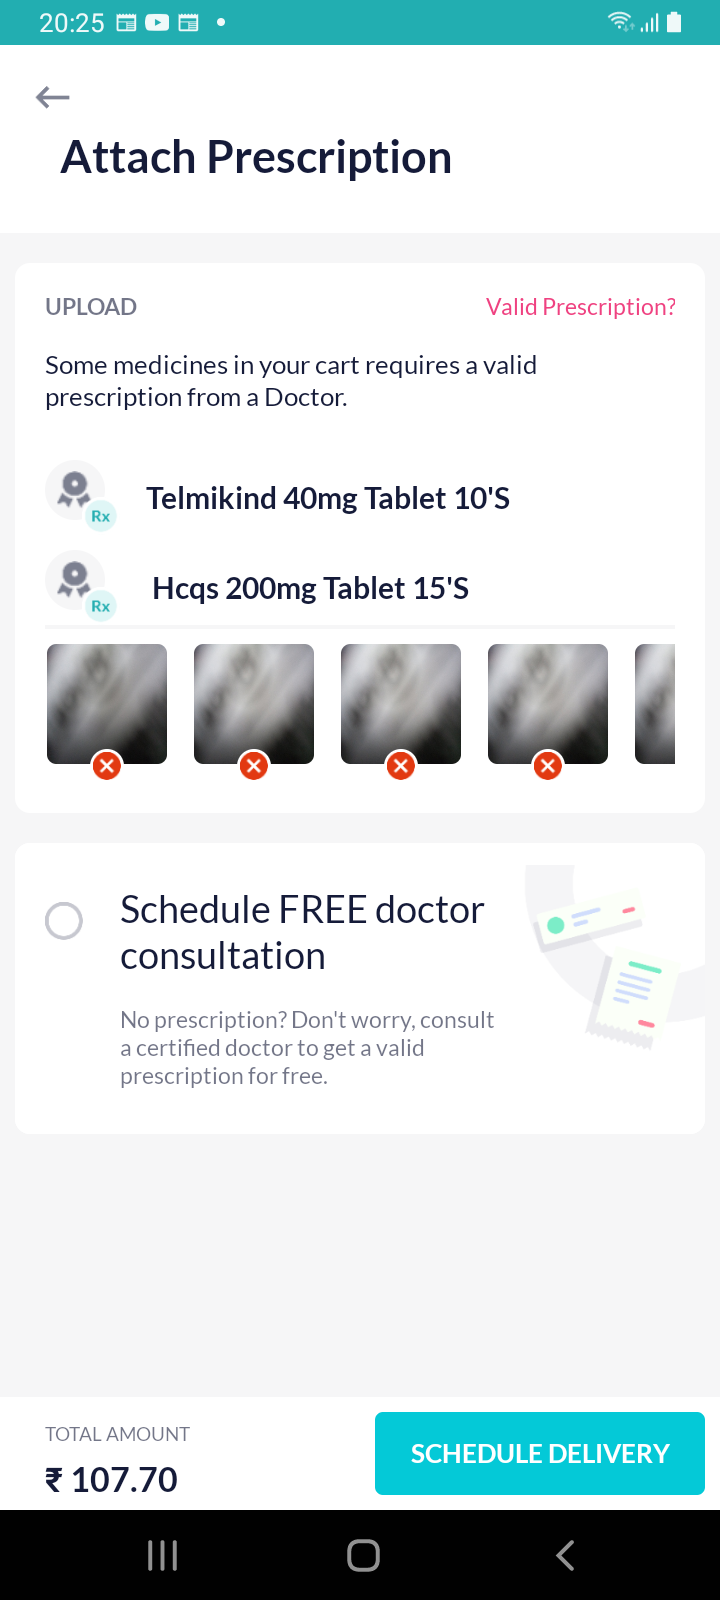 20:25
Attach Prescription
UPLOAD
Valid Prescription?
Some medicines in your cart requires a valid
prescription from a Doctor.
Rx
Telmikind 40mg Tablet 10'S
Rx
Hcqs 200mg Tablet 15'S
Schedule FREE doctor
consultation
No prescription? Don't worry, consult
a certified doctor to get a valid
prescription for free.
TOTAL AMOUNT
₹ 107.70
SCHEDULE DELIVERY